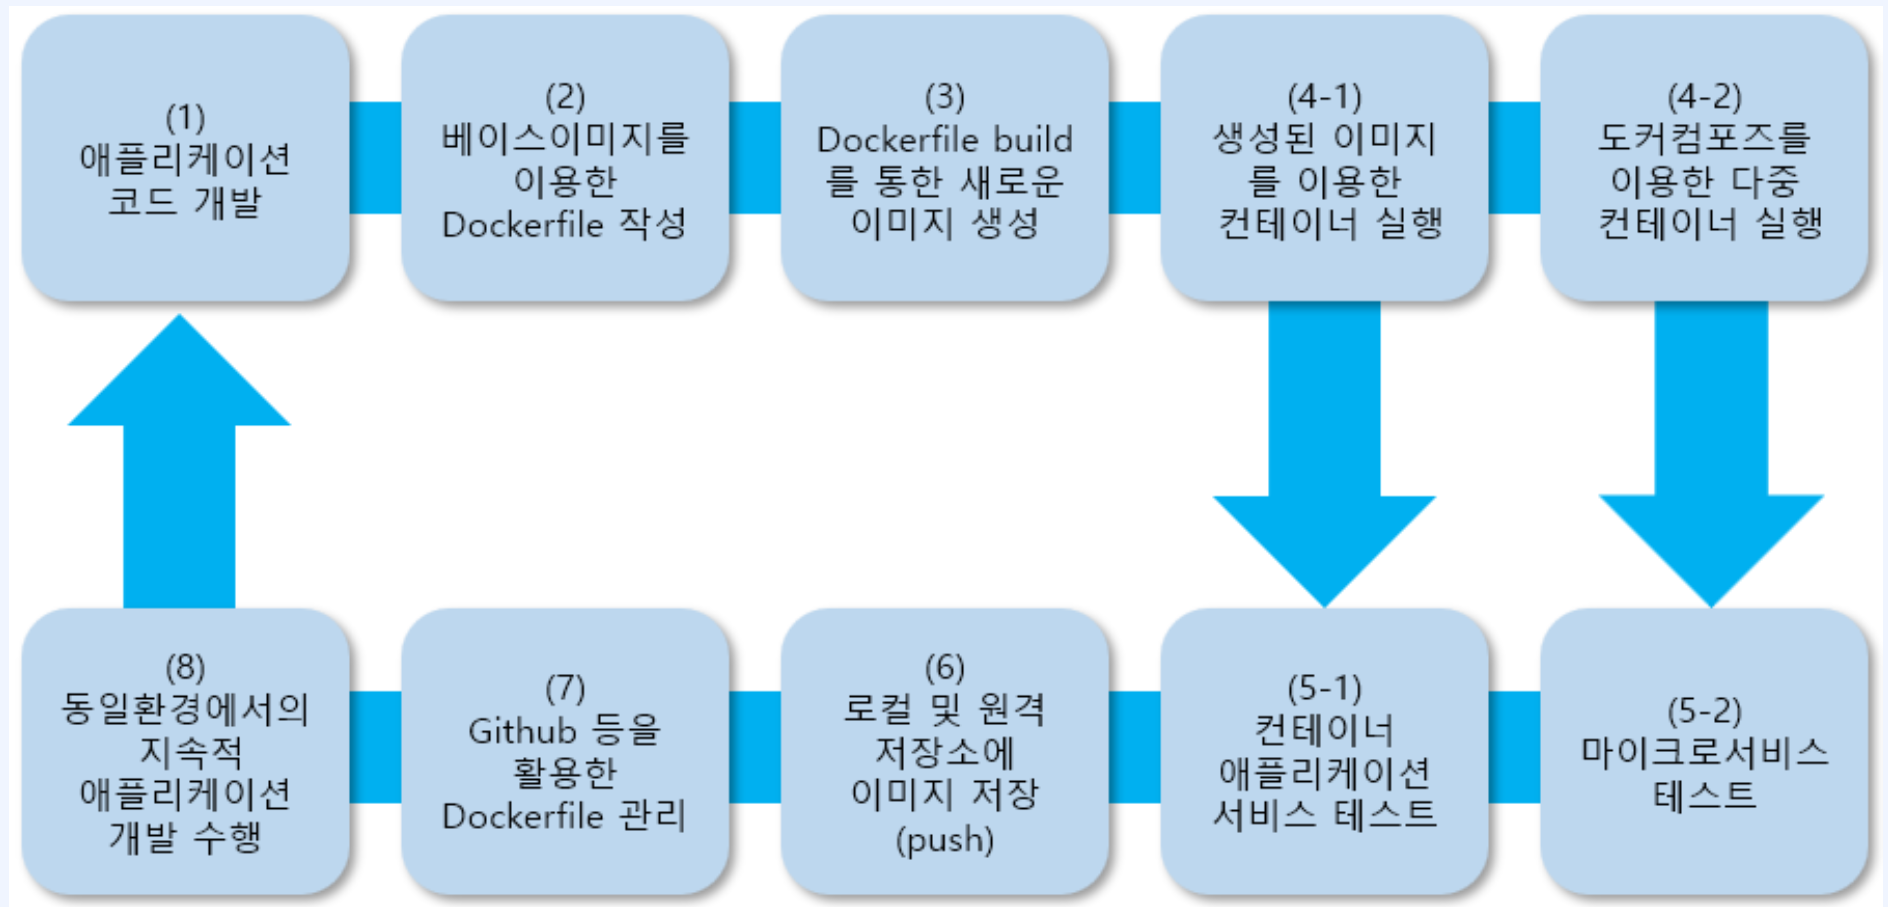 (1)
애플리케이션
코드 개발
(2)
베이스이미지를
이용한
Dockerfile 작성
(3)
Dockerfile build
를 통한 새로운
이미지 생성
(4-1)
생성된 이미지
를 이용한
컨테이너 실행
(4-2)
도커컴포즈를
이용한 다중
컨테이너 실행
(8)
동일환경에서의
지속적
애플리케이션
개발 수행
(7)
Github 등을
활용한
Dockerfile 관리
(6)
로컬 및 원격
저장소에
이미지 저장
(push)
(5-1)
컨테이너
애플리케이션
서비스 테스트
(5-2)
마이크로서비스
테스트